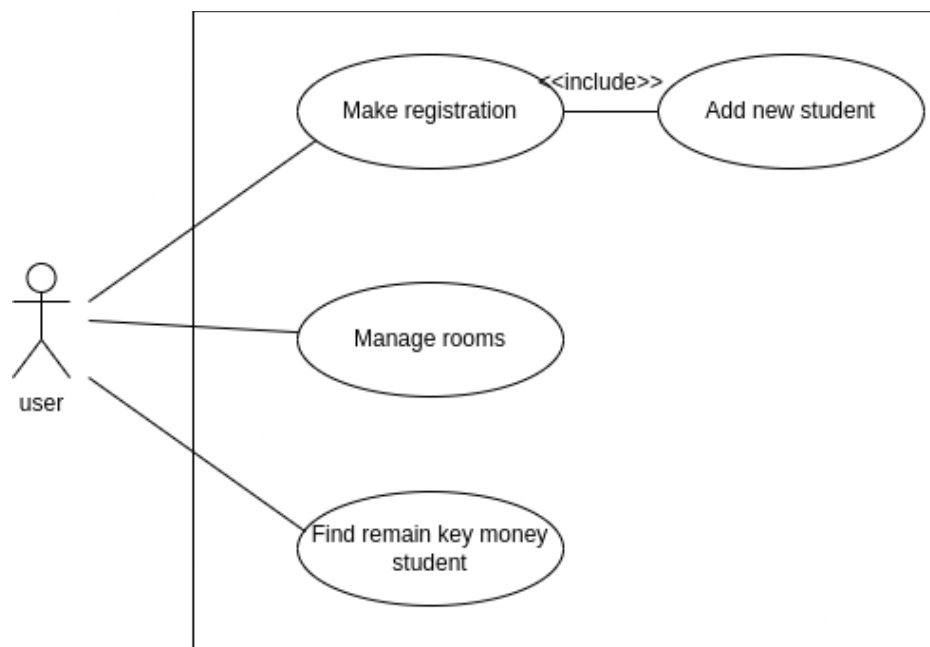 <<include>>
Make registration
Add new student
Manage rooms
user
Find remain key money
student